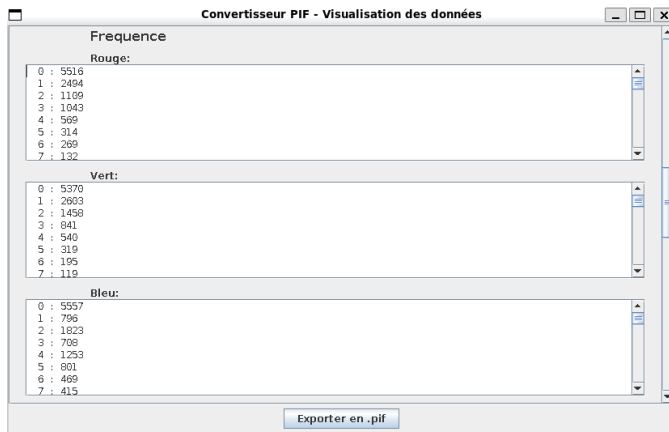 Convertisseur PIF - Visualisation des données
Frequence
Rouge:
0 : 5516
1 : 2494
2 : 1109
3 : 1043
4 : 569
5 : 314
6 : 269
7 : 132
Vert:
0 : 5370
1 : 2603
2 : 1458
3 : 841
4 : 540
5 : 319
6 : 195
7 : 119
Bleu:
0 : 5557
1 : 796
2 : 1823
3 : 708
4 : 1253
5 : 801
6 : 469
7 : 415
Exporter en .pif